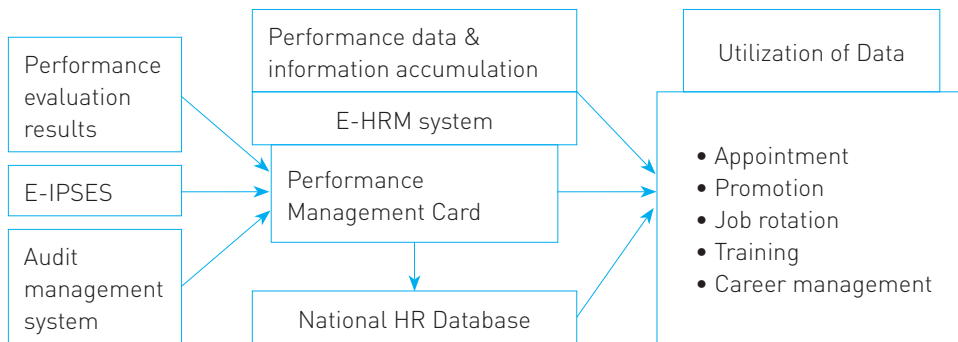 Performance
evaluation
results
E-IPSES
Audit
management
system
Performance data &
information accumulation
E-HRM system
Performance
Management Card
National HR Database
Utilization of Data
• Appointment
• Promotion
• Job rotation
• Training
• Career management